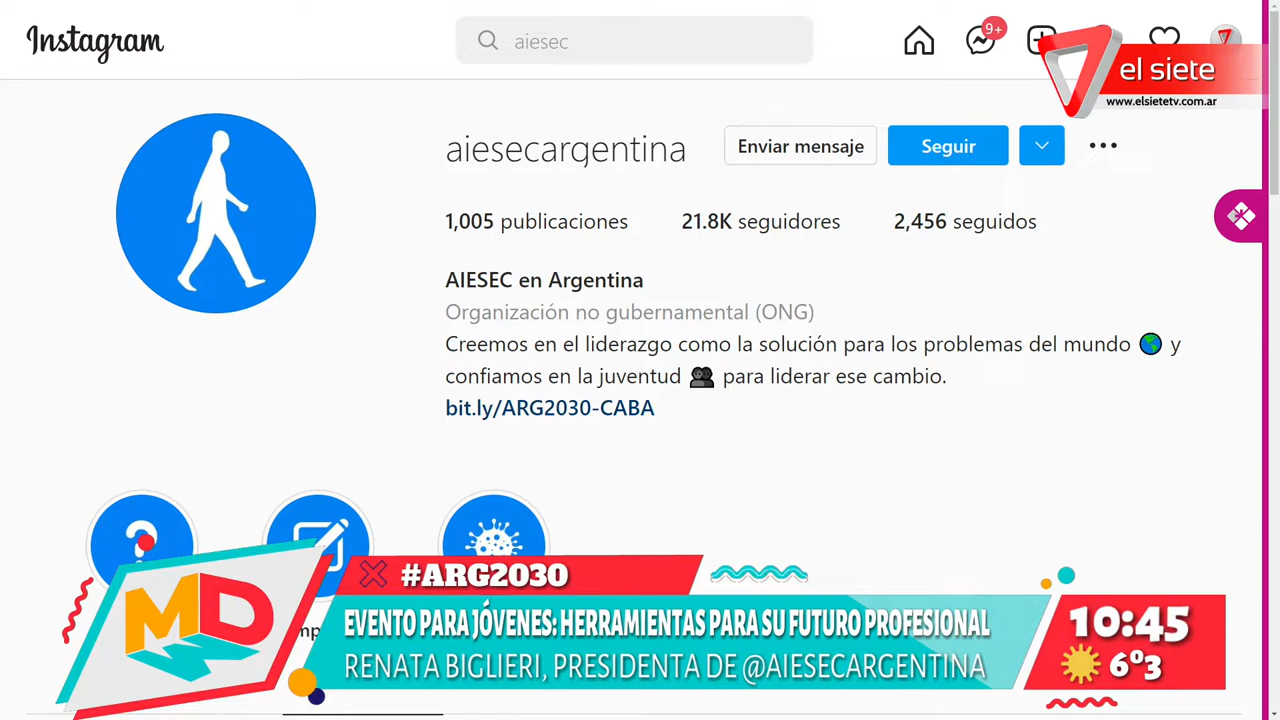 Instagram
aiesec
9+
el siete
www.elsietetv.com.ar
aiesecargentina
Enviar mensaje
Seguir
1,005 publicaciones
21.8K seguidores
2,456 seguidos
AIESEC en Argentina
Organización no gubernamental (ONG)
Creemos en el liderazgo como la solución para los problemas del mundo 🌎 y
confiamos en la juventud 👥 para liderar ese cambio.
bit.ly/ARG2030-CABA
?
MD
#ARG2030
EVENTO PARA JÓVENES: HERRAMIENTAS PARA SU FUTURO PROFESIONAL
RENATA BIGLIERI, PRESIDENTA DE @AIESECARGENTINA
10:45
6º3